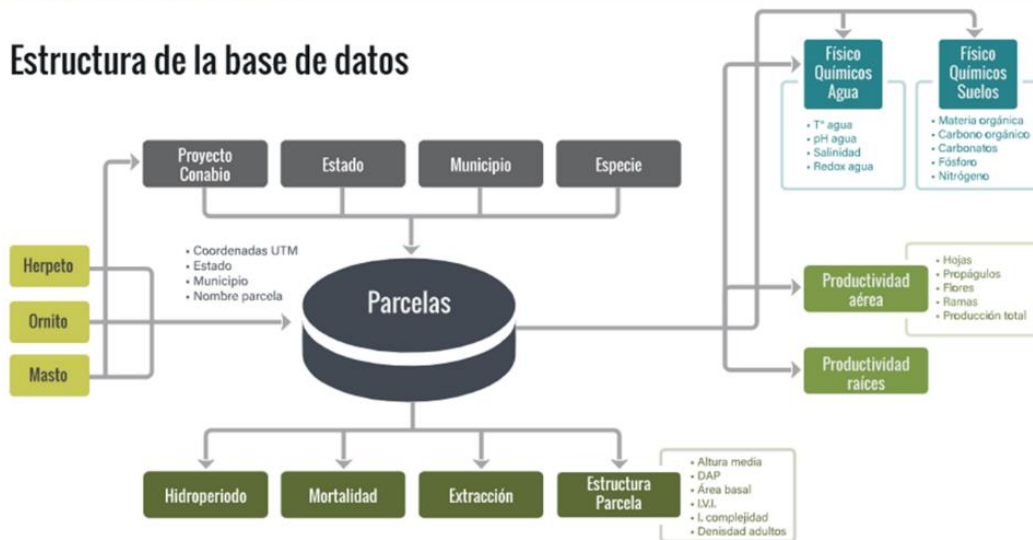 Estructura de la base de datos
Físico
Químicos
Agua
Físico
Químicos
Suelos
• T° agua
• pH agua
• Salinidad
• Redox agua
• Materia orgánica
• Carbono orgánico
• Carbonatos
• Fósforo
• Nitrógeno
Proyecto
Conabio
Estado
Municipio
Especie
• Coordenadas UTM
• Estado
• Municipio
• Nombre parcela
Herpeto
Ornito
Masto
Parcelas
Productividad
aérea
• Hojas
• Propágulos
• Flores
• Ramas
• Producción total
Productividad
raíces
Hidroperiodo
Mortalidad
Extracción
Estructura
Parcela
• Altura media
• DAP
• Área basal
• I.V.I.
• I. complejidad
• Denisdad adultos